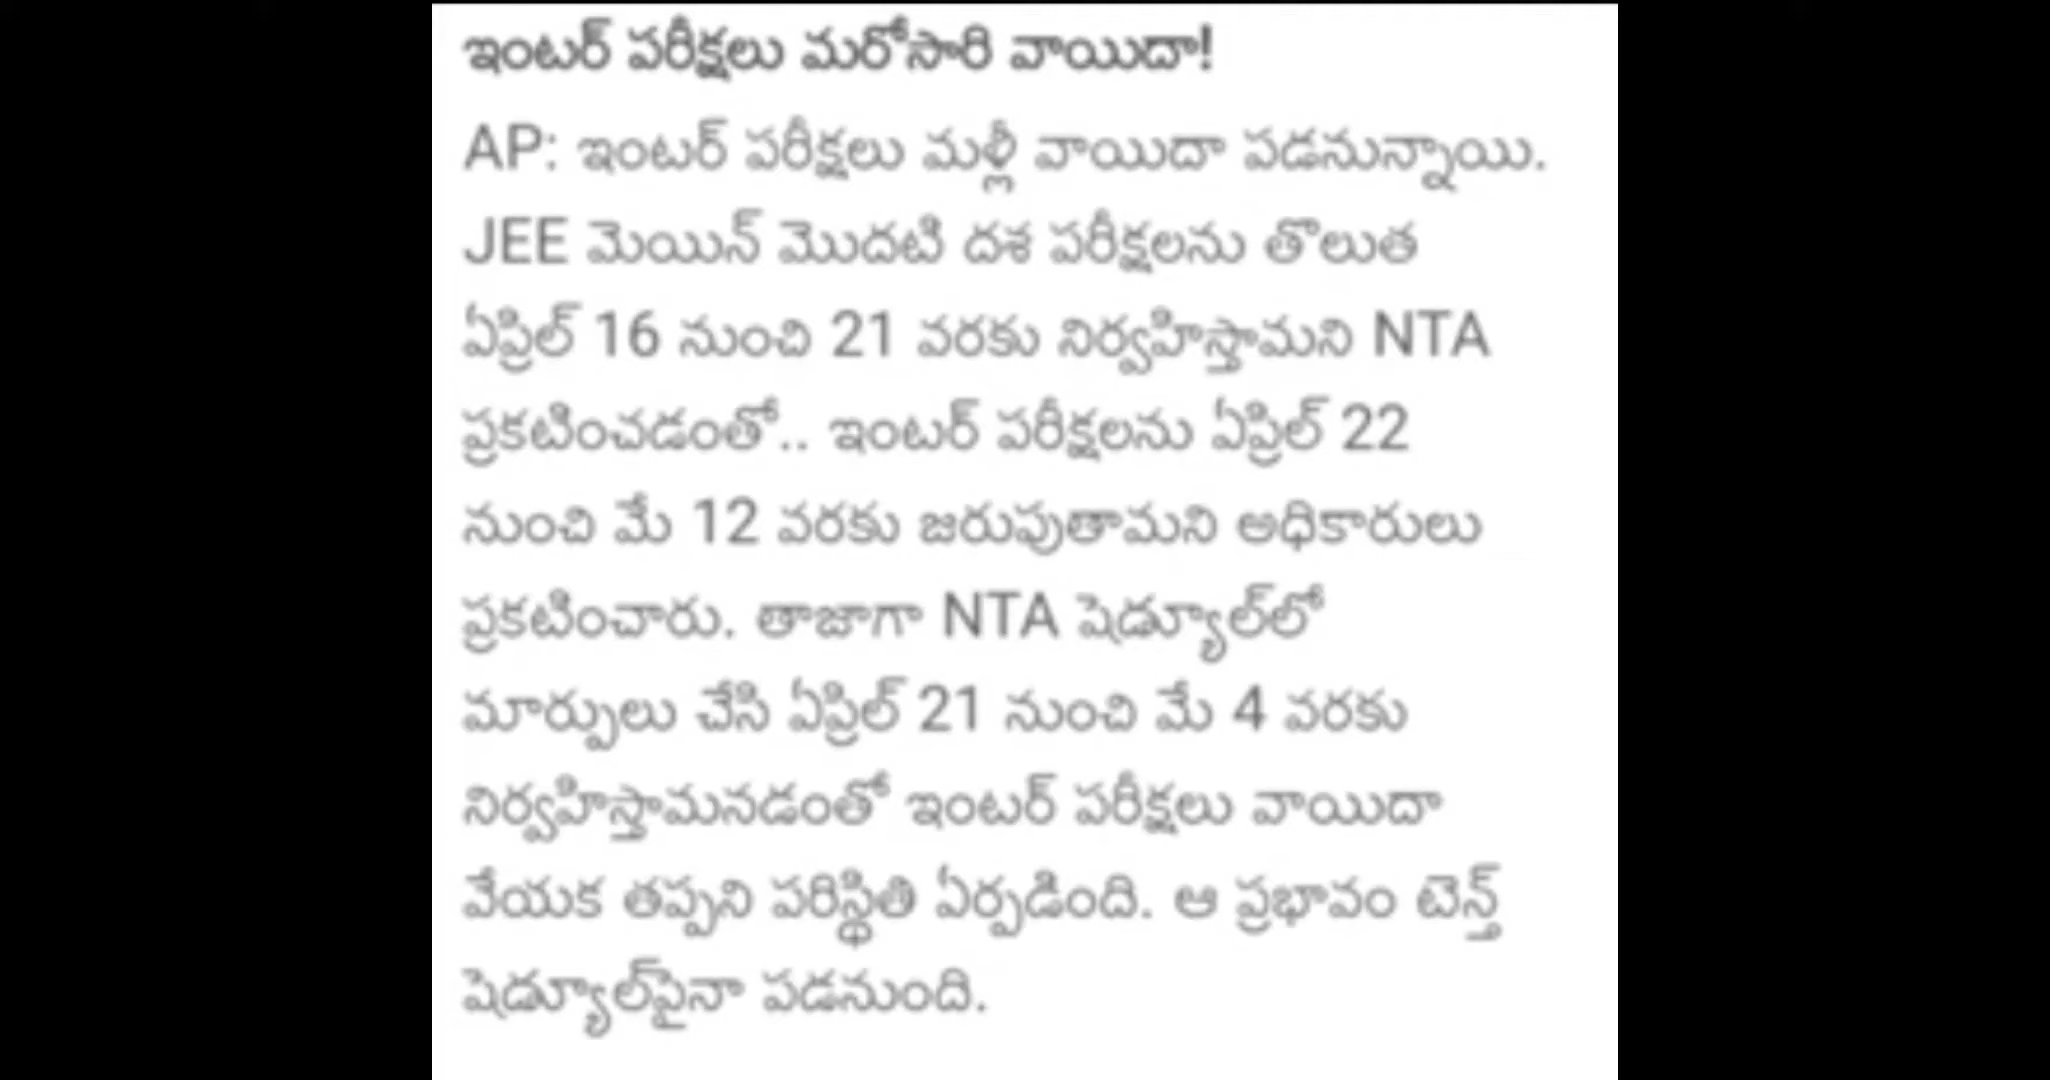 ఇంటర్ పరీక్షలు మరోసారి వాయిదా!
AP: ఇంటర్ పరీక్షలు మళ్లీ వాయిదా పడనున్నాయి.
JEE మెయిన్ మొదటి దశ పరీక్షలను తొలుత
ఏప్రిల్ 16 నుంచి 21 వరకు నిర్వహిస్తామని NTA
ప్రకటించడంతో.. ఇంటర్ పరీక్షలను ఏప్రిల్ 22
నుంచి మే 12 వరకు జరుపుతామని అధికారులు
ప్రకటించారు. తాజాగా NTA షెడ్యూల్‌లో
మార్పులు చేసి ఏప్రిల్ 21 నుంచి మే 4 వరకు
నిర్వహిస్తామనడంతో ఇంటర్ పరీక్షలు వాయిదా
వేయక తప్పని పరిస్థితి ఏర్పడింది. ఆ ప్రభావం టెన్త్
షెడ్యూల్‌పైనా పడనుంది.